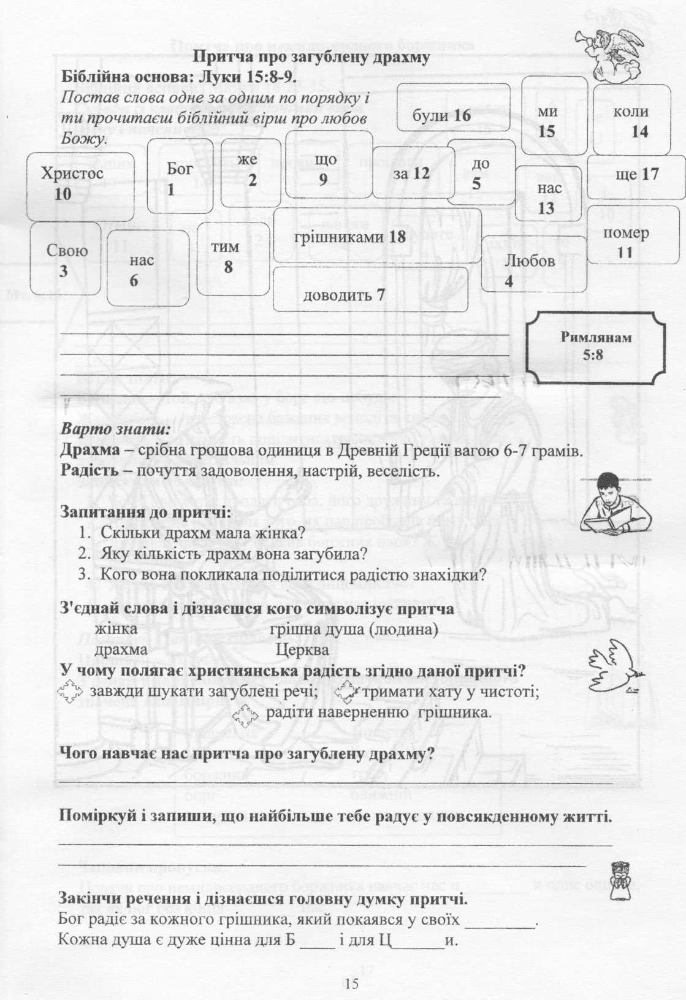 Притча про загублену драхму
Біблійна основа: Луки 15:8-9.
Постав слова одне за одним по порядку і
ти прочитаєш біблійний вірш про любов
Божу.
були 16
ми
15
коли
14
Христос
10
Бог
1
же
2
що
9
за 12
до
5
нас
13
ще 17
Свою
3
нас
6
тим
8
грішниками 18
доводить 7
Любов
4
помер
11
Римлянам
5:8
Варто знати:
Драхма – срібна грошова одиниця в Древній Греції вагою 6-7 грамів.
Радість – почуття задоволення, настрій, веселість.
Запитання до притчі:
1. Скільки драхм мала жінка?
2. Яку кількість драхм вона загубила?
3. Кого вона покликала поділитися радістю знахідки?
З'єднай слова і дізнаєшся кого символізує притча
жінка грішна душа (людина)
драхма Церква
У чому полягає християнська радість згідно даної притчі?
завжди шукати загублені речі; тримати хату у чистоті;
радіти наверненню грішника.
Чого навчає нас притча про загублену драхму?
Поміркуй і запиши, що найбільше тебе радує у повсякденному житті.
Закінчи речення і дізнаєшся головну думку притчі.
Бог радіє за кожного грішника, який покаявся у своїх ________.
Кожна душа є дуже цінна для Б ____ і для Ц______и.
15